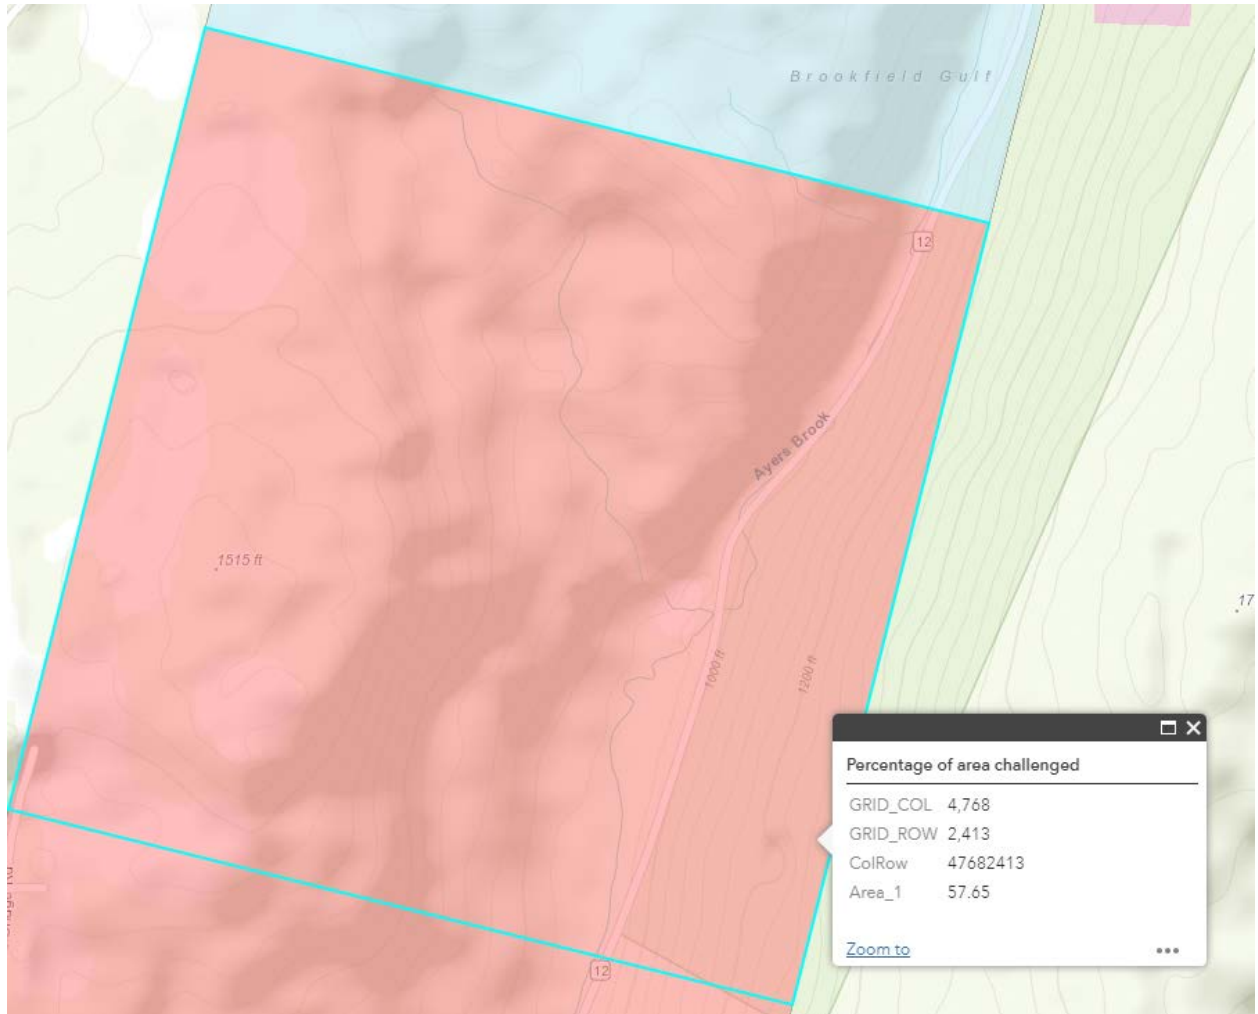 Brookfield Gulf
12
Ayers Brook
1515 ft
17
1000 ft
1200 ft
Percentage of area challenged
GRID_COL 4,768
GRID_ROW 2,413
ColRow 47682413
Area_1 57.65
Zoom to
12